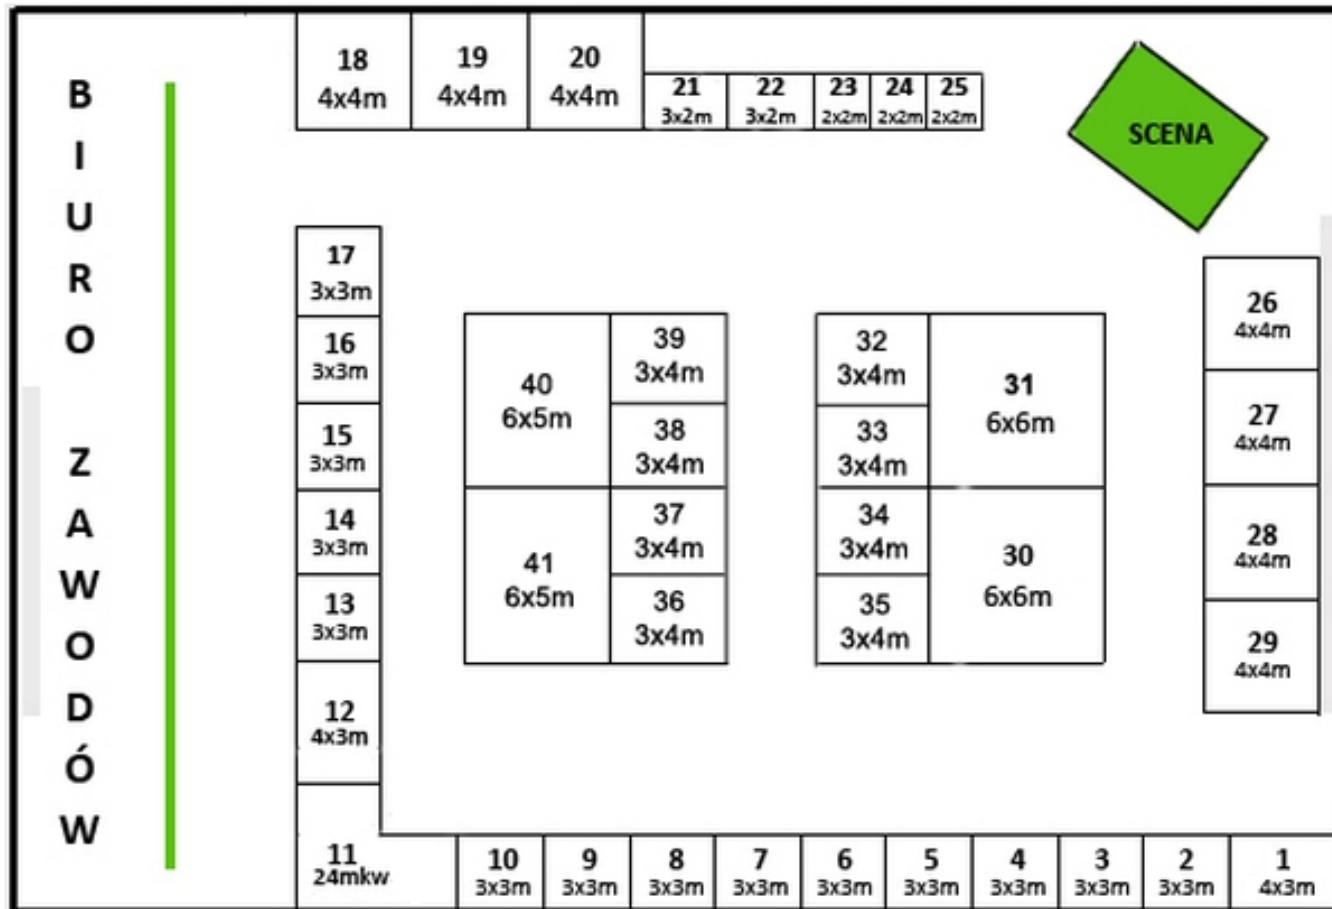 BIURO ZAWODÓW
18
4x4m
19
4x4m
20
4x4m
21
3x2m
22
3x2m
23
2x2m
24
2x2m
25
2x2m
SCENA
17
3x3m
16
3x3m
15
3x3m
14
3x3m
13
3x3m
12
4x3m
11
24mkw
40
6x5m
39
3x4m
38
3x4m
41
6x5m
37
3x4m
36
3x4m
32
3x4m
31
6x6m
33
3x4m
34
3x4m
30
6x6m
35
3x4m
26
4x4m
27
4x4m
28
4x4m
29
4x4m
10
3x3m
9
3x3m
8
3x3m
7
3x3m
6
3x3m
5
3x3m
4
3x3m
3
3x3m
2
3x3m
1
4x3m